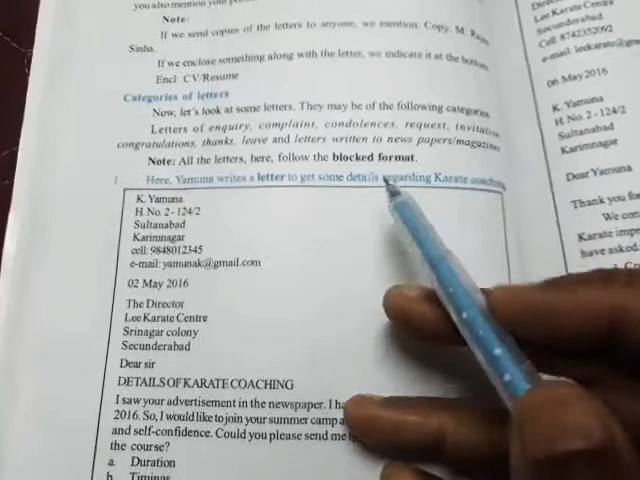 you also mention your
Note:
If we send copies of the letters to anyone, we mention: Copy, M. Rajni
Sinha.
If we enclose something along with the letter, we indicate it at the bottom
Encl: CV/Resume
Categories of letters
Now, let's look at some letters. They may be of the following categories.
Letters of enquiry, complaint, condolences, request, invitation
congratulations, thanks, leave and letters written to news papers/magazines
Note: All the letters, here, follow the blocked format.
Here, Yamuna writes a letter to get some details regarding Karate coaching
K. Yamuna
H. No. 2 - 124/2
Sultanabad
Karimnagar
cell: 9848012345
e-mail: yamunak@gmail.com
02 May 2016
The Director
Lee Karate Centre
Srinagar colony
Secunderabad
Dear sir
DETAILS OF KARATE COACHING
I saw your advertisement in the newspaper. I ha
2016. So, I would like to join your summer camp a
and self-confidence. Could you please send me
the course?
a. Duration
b. Timings
Lee Karate Centre
Secunderabad
Cell: 8742352092
e-mail: leekarate@gm
06 May 2016
K. Yamuna
H. No. 2 - 124/2
Sultanabad
Karimnagar
Dear Yamuna
Thank you fo
We con
Karate impr
have asked.